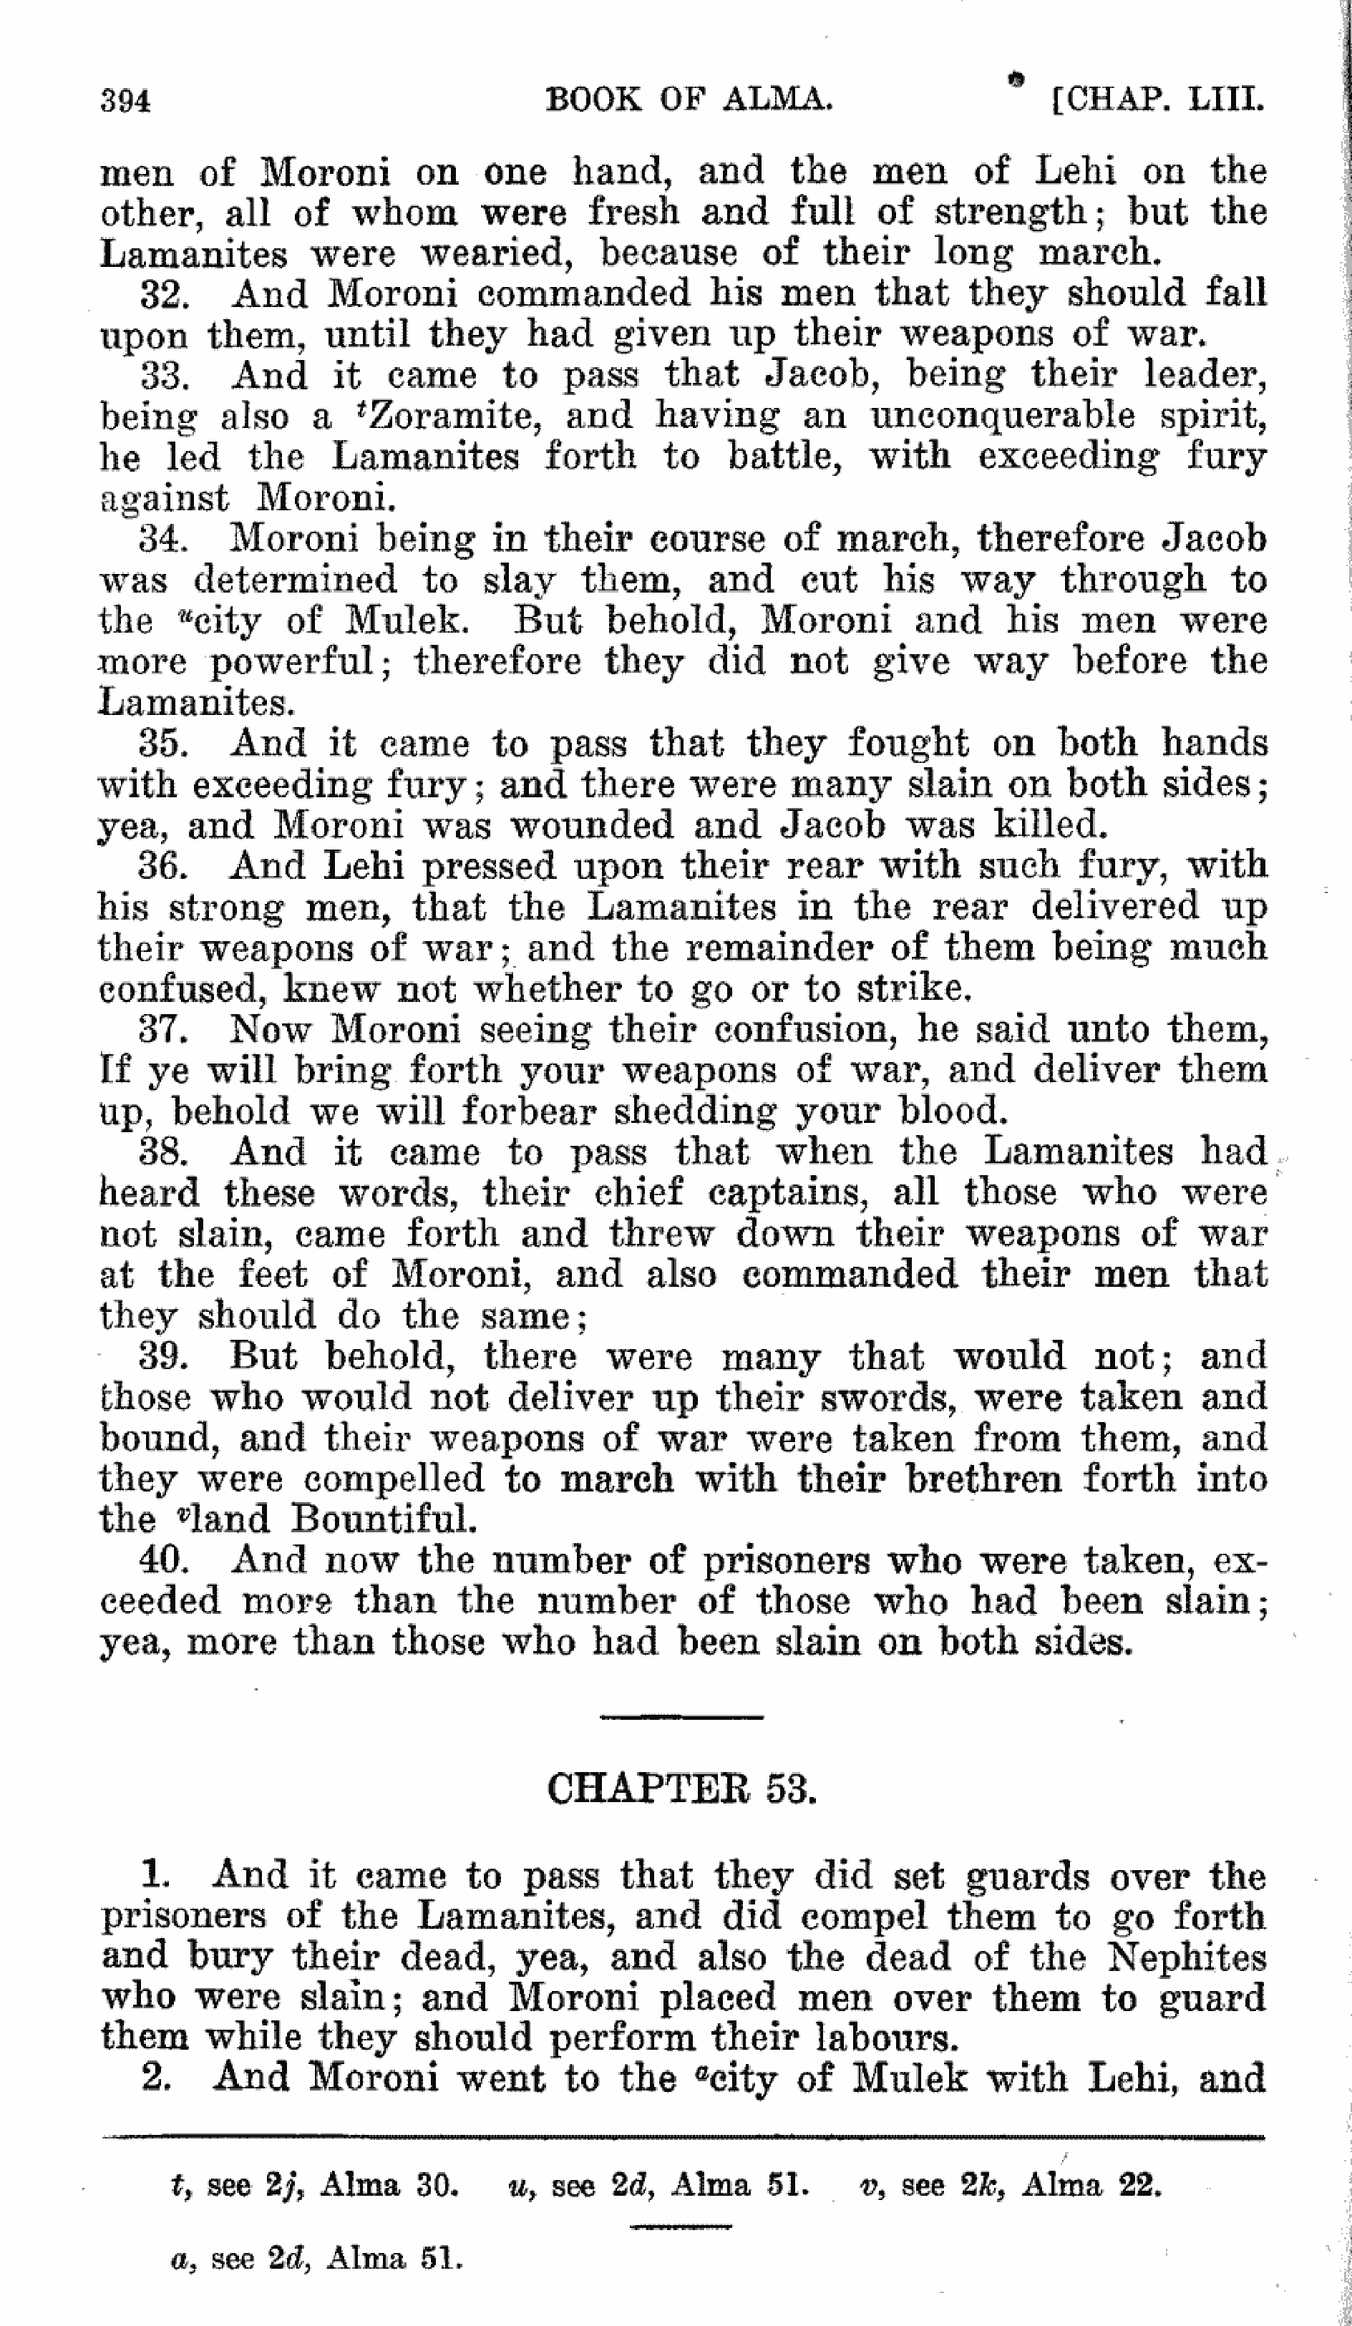 394 BOOK OF ALMA. [CHAP. LIII.
men of Moroni on one hand, and the men of Lehi on the
other, all of whom were fresh and full of strength; but the
Lamanites were wearied, because of their long march.
32. And Moroni commanded his men that they should fall
upon them, until they had given up their weapons of war.
33. And it came to pass that Jacob, being their leader,
being also a ᵗZoramite, and having an unconquerable spirit,
he led the Lamanites forth to battle, with exceeding fury
against Moroni.
34. Moroni being in their course of march, therefore Jacob
was determined to slay them, and cut his way through to
the ᵘcity of Mulek. But behold, Moroni and his men were
more powerful; therefore they did not give way before the
Lamanites.
35. And it came to pass that they fought on both hands
with exceeding fury; and there were many slain on both sides;
yea, and Moroni was wounded and Jacob was killed.
36. And Lehi pressed upon their rear with such fury, with
his strong men, that the Lamanites in the rear delivered up
their weapons of war; and the remainder of them being much
confused, knew not whether to go or to strike.
37. Now Moroni seeing their confusion, he said unto them,
If ye will bring forth your weapons of war, and deliver them
up, behold we will forbear shedding your blood.
38. And it came to pass that when the Lamanites had
heard these words, their chief captains, all those who were
not slain, came forth and threw down their weapons of war
at the feet of Moroni, and also commanded their men that
they should do the same;
39. But behold, there were many that would not; and
those who would not deliver up their swords, were taken and
bound, and their weapons of war were taken from them, and
they were compelled to march with their brethren forth into
the ᵛland Bountiful.
40. And now the number of prisoners who were taken, ex-
ceeded more than the number of those who had been slain;
yea, more than those who had been slain on both sides.
CHAPTER 53.
1. And it came to pass that they did set guards over the
prisoners of the Lamanites, and did compel them to go forth
and bury their dead, yea, and also the dead of the Nephites
who were slain; and Moroni placed men over them to guard
them while they should perform their labours.
2. And Moroni went to the ᵃcity of Mulek with Lehi, and
t, see 2j, Alma 30. u, see 2d, Alma 51. v, see 2k, Alma 22.
a, see 2d, Alma 51.